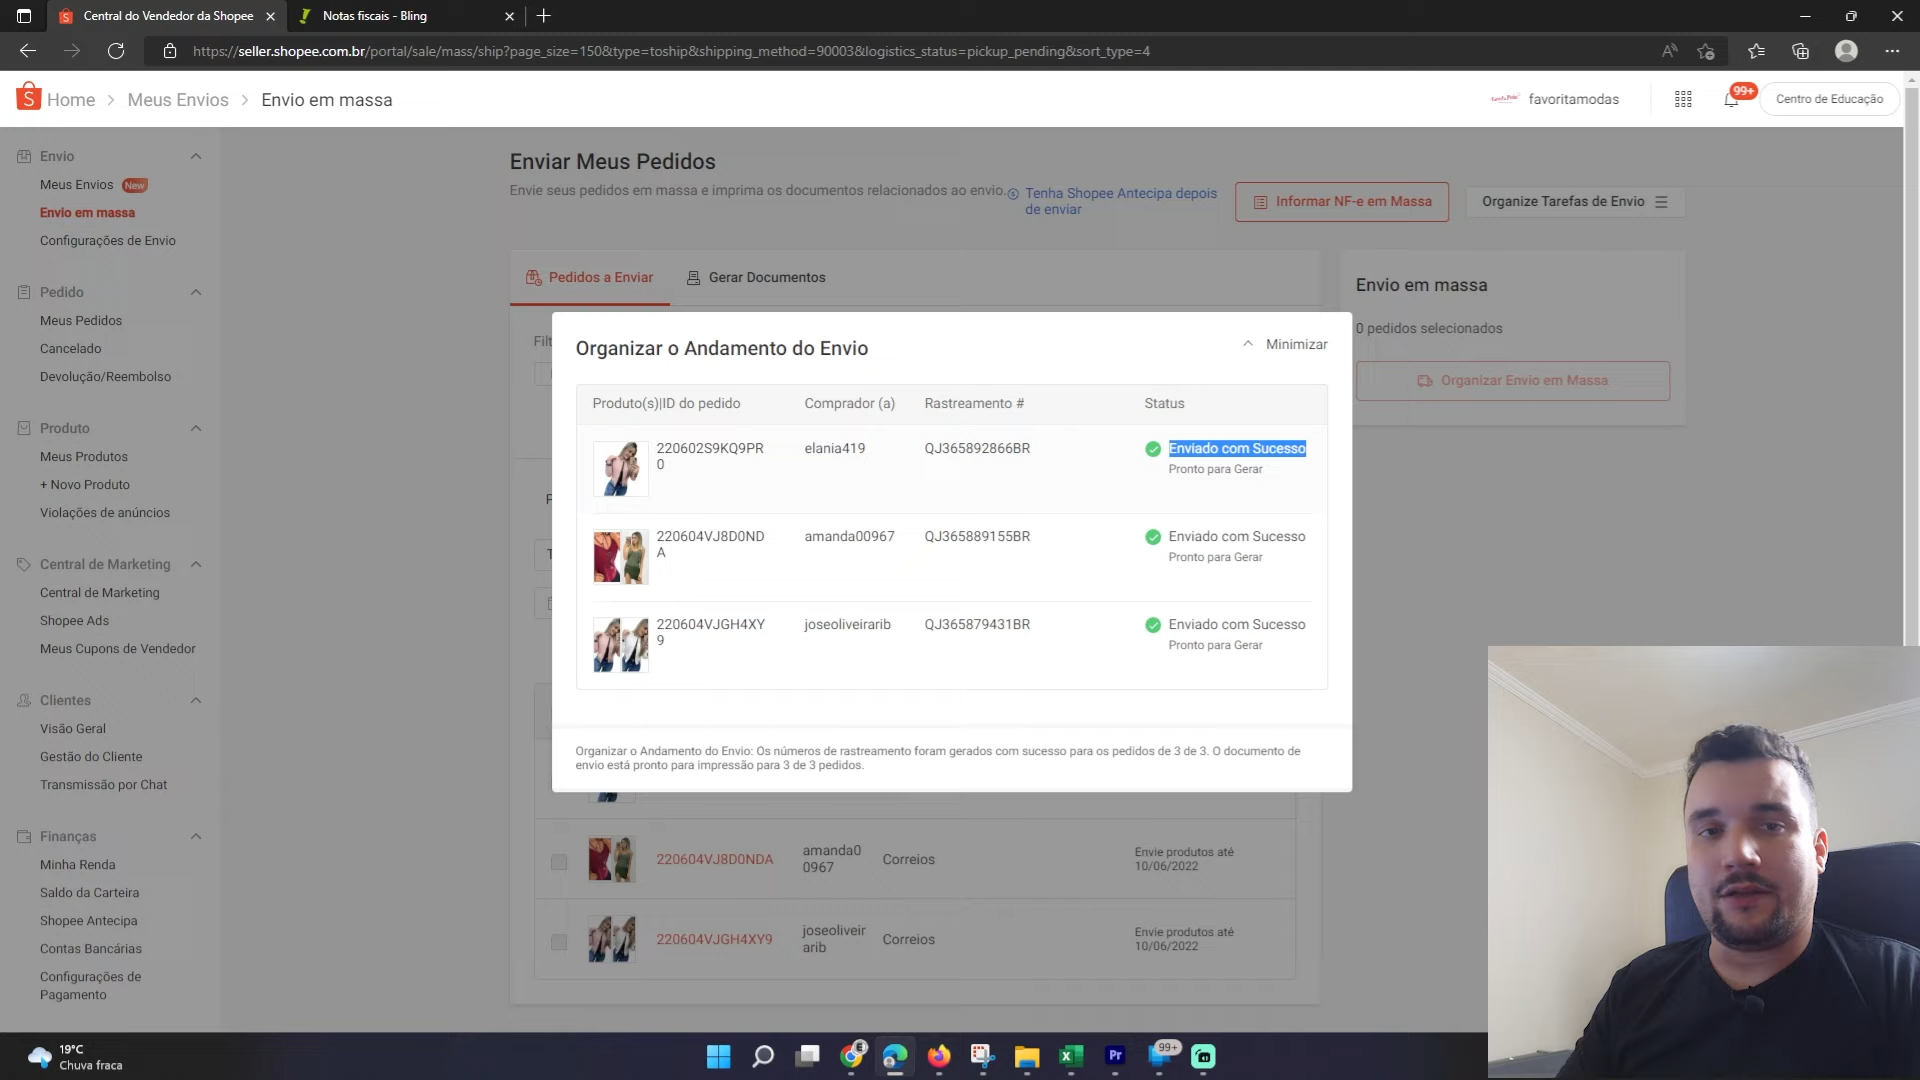 Central do Vendedor da Shopee
Notas fiscais - Bling
https://seller.shopee.com.br/portal/sale/mass/ship?page_size=150&type=toship&shipping_method=90003&logistics_status=pickup_pending&sort_type=4
Home > Meus Envios > Envio em massa
favoritamodas
99+
Centro de Educação
Envio
Meus Envios New
Envio em massa
Configurações de Envio
Pedido
Meus Pedidos
Cancelado
Devolução/Reembolso
Produto
Meus Produtos
+ Novo Produto
Violações de anúncios
Central de Marketing
Central de Marketing
Shopee Ads
Meus Cupons de Vendedor
Clientes
Visão Geral
Gestão do Cliente
Transmissão por Chat
Finanças
Minha Renda
Saldo da Carteira
Shopee Antecipa
Contas Bancárias
Configurações de
Pagamento
Enviar Meus Pedidos
Envie seus pedidos em massa e imprima os documentos relacionados ao envio.
Tenha Shopee Antecipa depois
de enviar
Informar NF-e em Massa
Organize Tarefas de Envio
Pedidos a Enviar
Gerar Documentos
Filt
Envio em massa
0 pedidos selecionados
Organizar Envio em Massa
Organizar o Andamento do Envio
Minimizar
Produto(s)|ID do pedido Comprador (a) Rastreamento # Status
220602S9KQ9PR
0
elania419
QJ365892866BR
Enviado com Sucesso
Pronto para Gerar
220604VJ8D0ND
A
amanda00967
QJ365889155BR
Enviado com Sucesso
Pronto para Gerar
220604VJGH4XY
9
joseoliveirarib
QJ365879431BR
Enviado com Sucesso
Pronto para Gerar
Organizar o Andamento do Envio: Os números de rastreamento foram gerados com sucesso para os pedidos de 3 de 3. O documento de
envio está pronto para impressão para 3 de 3 pedidos.
220604VJ8D0NDA
amanda0
0967
Correios
Envie produtos até
10/06/2022
220604VJGH4XY9
joseoliveir
arib
Correios
Envie produtos até
10/06/2022
19°C
Chuva fraca
E
Pr
99+